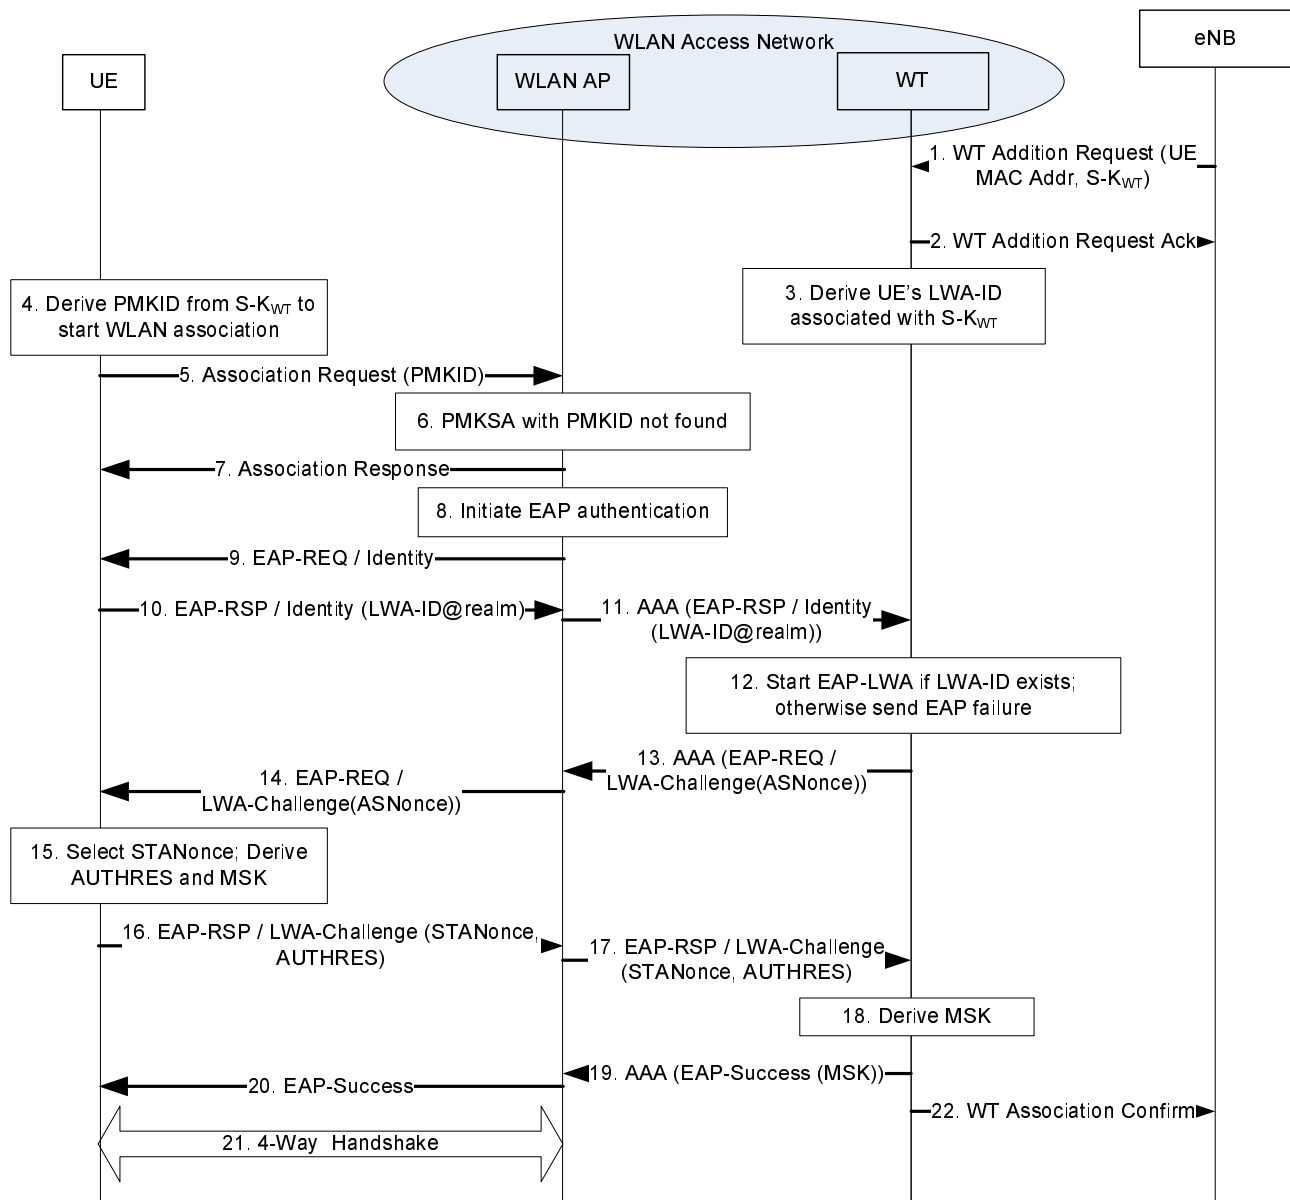 WLAN Access Network
eNB
UE
WLAN AP
WT
1. WT Addition Request (UE
MAC Addr, S-KWT)
2. WT Addition Request Ack
3. Derive UE's LWA-ID
associated with S-KWT
4. Derive PMKID from S-KWT to
start WLAN association
5. Association Request (PMKID)
6. PMKSA with PMKID not found
7. Association Response
8. Initiate EAP authentication
9. EAP-REQ / Identity
10. EAP-RSP / Identity (LWA-ID@realm)
11. AAA (EAP-RSP / Identity
(LWA-ID@realm))
12. Start EAP-LWA if LWA-ID exists;
otherwise send EAP failure
13. AAA (EAP-REQ /
LWA-Challenge(ASNonce))
14. EAP-REQ /
LWA-Challenge(ASNonce))
15. Select STANonce; Derive
AUTHRES and MSK
16. EAP-RSP / LWA-Challenge (STANonce,
AUTHRES)
17. EAP-RSP / LWA-Challenge
(STANonce, AUTHRES)
18. Derive MSK
19. AAA (EAP-Success (MSK))
20. EAP-Success
22. WT Association Confirm
21. 4-Way Handshake